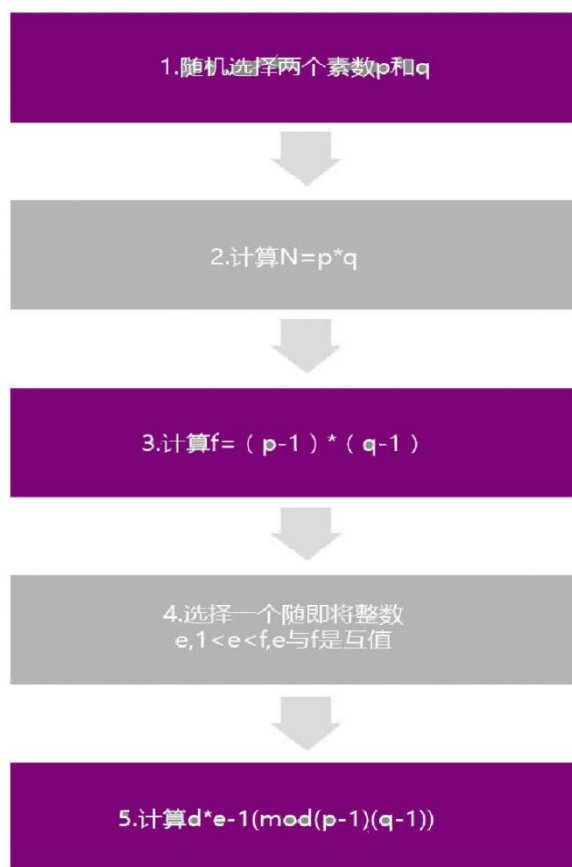 1.随机选择两个素数p和q
2.计算N=p*q
3.计算f=（p-1）*（q-1）
4.选择一个随即将整数
e,1<e<f,e与f是互值
5.计算d*e-1(mod(p-1)(q-1))